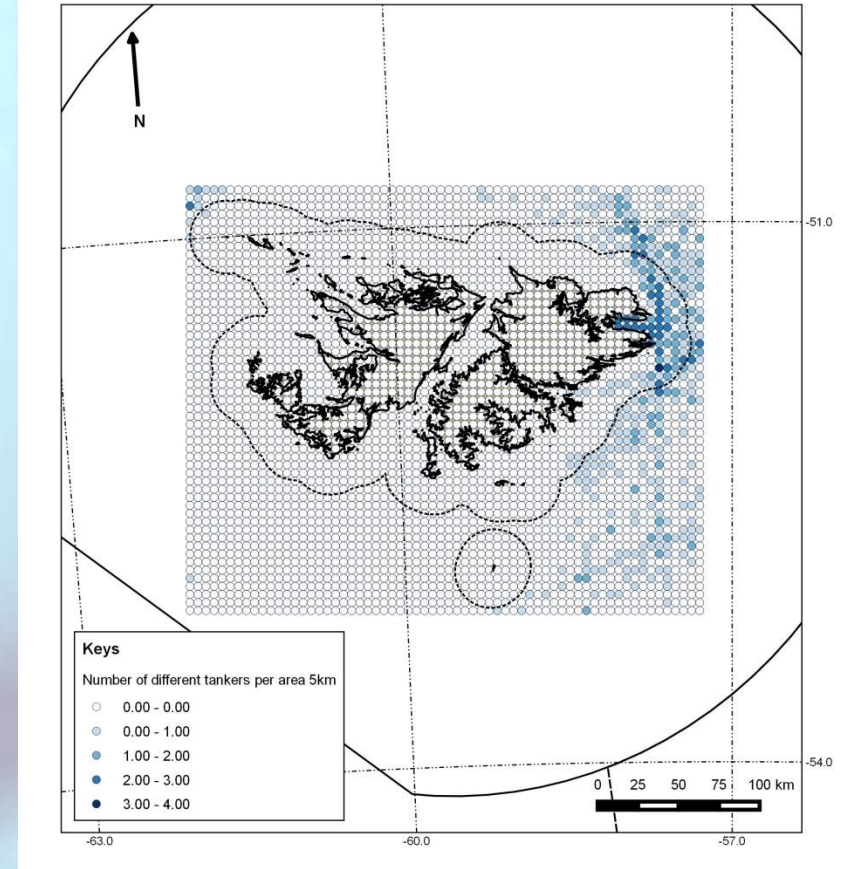 N
-51.0
Keys
Number of different tankers per area 5km
0.00 - 0.00
0.00 - 1.00
1.00 - 2.00
2.00 - 3.00
3.00 - 4.00
-54.0
0 25 50 75 100 km
-63.0 -60.0 -57.0